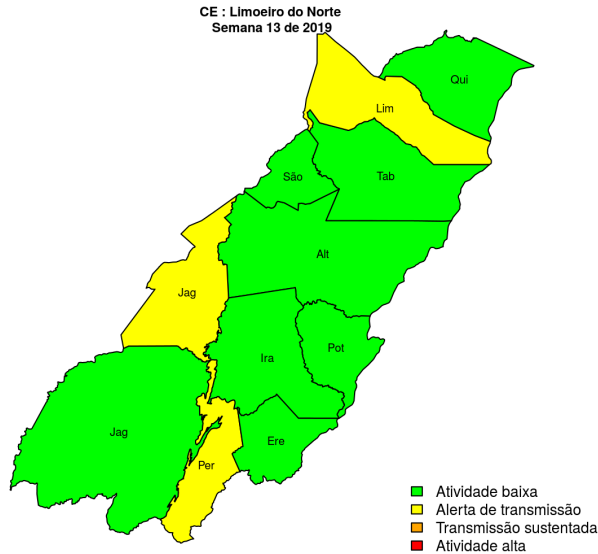 CE : Limoeiro do Norte
Semana 13 de 2019
Qui
Lim
São
Tab
Alt
Jag
Ira
Pot
Jag
Ere
Per
Atividade baixa
Alerta de transmissão
Transmissão sustentada
Atividade alta